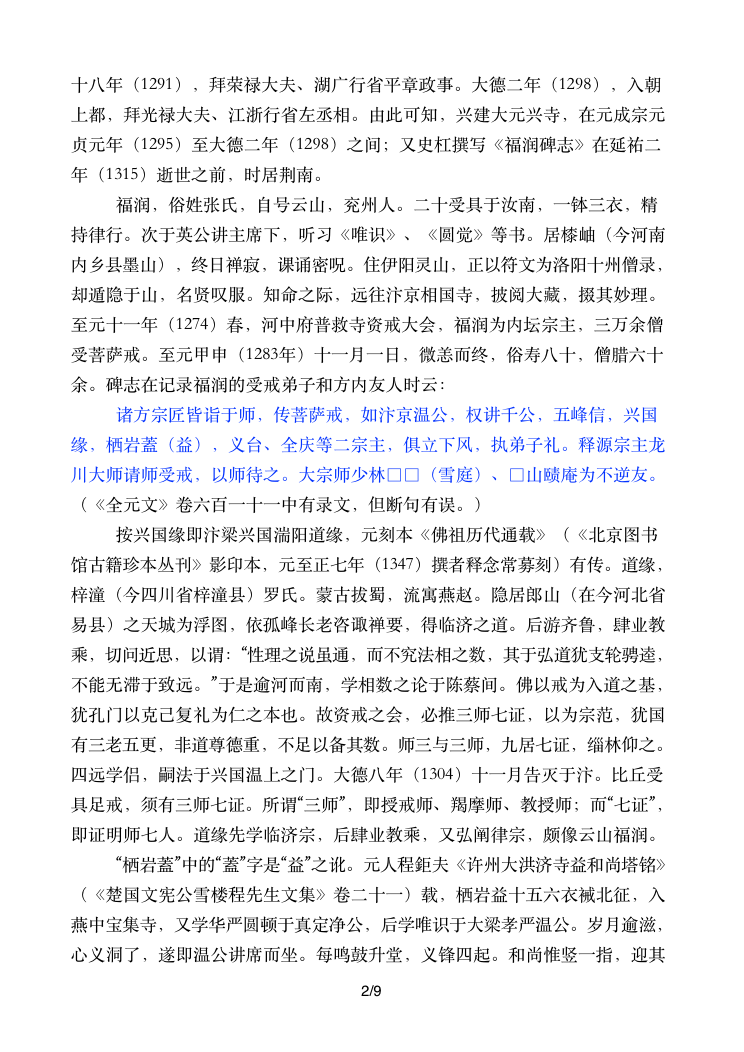 十八年（1291），拜荣禄大夫、湖广行省平章政事。大德二年（1298），入朝
上都，拜光禄大夫、江浙行省左丞相。由此可知，兴建大元兴寺，在元成宗元
贞元年（1295）至大德二年（1298）之间；又史杠撰写《福润碑志》在延祐二
年（1315）逝世之前，时居荆南。
福润，俗姓张氏，自号云山，兖州人。二十受具于汝南，一钵三衣，精
持律行。次于英公讲主席下，听习《唯识》、《圆觉》等书。居榛岫（今河南
内乡县墨山），终日禅寂，课诵密呪。住伊阳灵山，正以符文为洛阳十州僧录，
却遁隐于山，名贤叹服。知命之际，远往汴京相国寺，披阅大藏，掇其妙理。
至元十一年（1274）春，河中府普救寺资戒大会，福润为内坛宗主，三万余僧
受菩萨戒。至元甲申（1283年）十一月一日，微恙而终，俗寿八十，僧腊六十
余。碑志在记录福润的受戒弟子和方内友人时云：
诸方宗匠皆诣于师，传菩萨戒，如汴京温公，权讲千公，五峰信，兴国
缘，栖岩蓋（益），义台、全庆等二宗主，俱立下风，执弟子礼。释源宗主龙
川大师请师受戒，以师待之。大宗师少林□□（雪庭）、□山赜庵为不逆友。
（《全元文》卷六百一十一中有录文，但断句有误。）
按兴国缘即汴梁兴国湍阳道缘，元刻本《佛祖历代通载》（《北京图书
馆古籍珍本丛刊》影印本，元至正七年（1347）撰者释念常募刻）有传。道缘，
梓潼（今四川省梓潼县）罗氏。蒙古拔蜀，流寓燕赵。隐居郎山（在今河北省
易县）之天城为浮图，依孤峰长老咨诹禅要，得临济之道。后游齐鲁，肆业教
乘，切问近思，以谓：“性理之说虽通，而不究法相之数，其于弘道犹支轮骋逵，
不能无滞于致远。”于是逾河而南，学相数之论于陈蔡间。佛以戒为入道之基，
犹孔门以克己复礼为仁之本也。故资戒之会，必推三师七证，以为宗范，犹国
有三老五更，非道尊德重，不足以备其数。师三与三师，九居七证，缁林仰之。
四远学侣，嗣法于兴国温上之门。大德八年（1304）十一月告灭于汴。比丘受
具足戒，须有三师七证。所谓“三师”，即授戒师、羯摩师、教授师；而“七证”，
即证明师七人。道缘先学临济宗，后肆业教乘，又弘阐律宗，颇像云山福润。
“栖岩蓋”中的“蓋”字是“益”之讹。元人程鉅夫《许州大洪济寺益和尚塔铭》
（《楚国文宪公雪楼程先生文集》卷二十一）载，栖岩益十五六衣裓北征，入
燕中宝集寺，又学华严圆顿于真定净公，后学唯识于大梁孝严温公。岁月逾滋，
心义洞了，遂即温公讲席而坐。每鸣鼓升堂，义锋四起。和尚惟竖一指，迎其
2/9